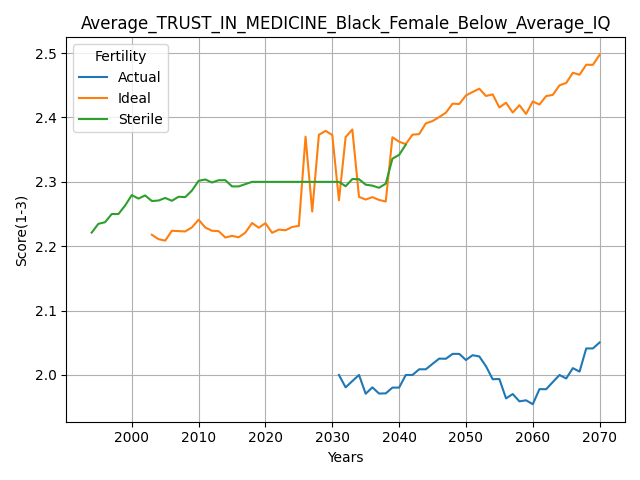 Average_TRUST_IN_MEDICINE_Black_Female_Below_Average_IQ
Fertility
Actual
Ideal
Sterile
Score(1-3)
2.5
2.4
2.3
2.2
2.1
2.0
2000 2010 2020 2030 2040 2050 2060 2070
Years